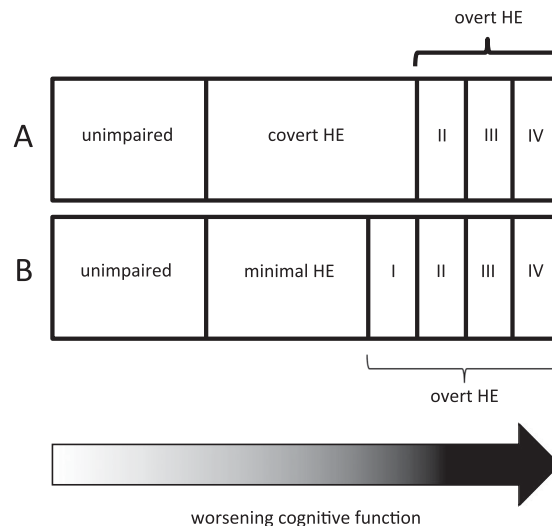 overt HE
A unimpaired covert HE II III IV
B unimpaired minimal HE I II III IV
overt HE
worsening cognitive function